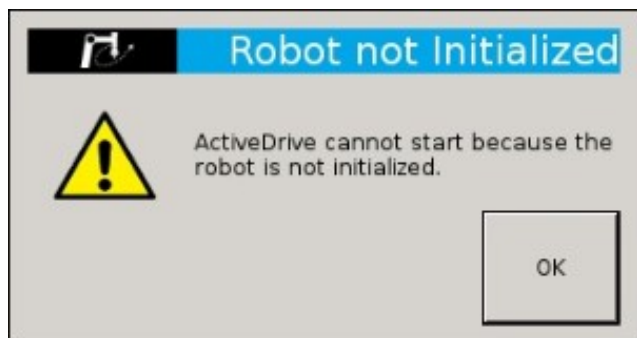 Robot not Initialized
ActiveDrive cannot start because the
robot is not initialized.
OK